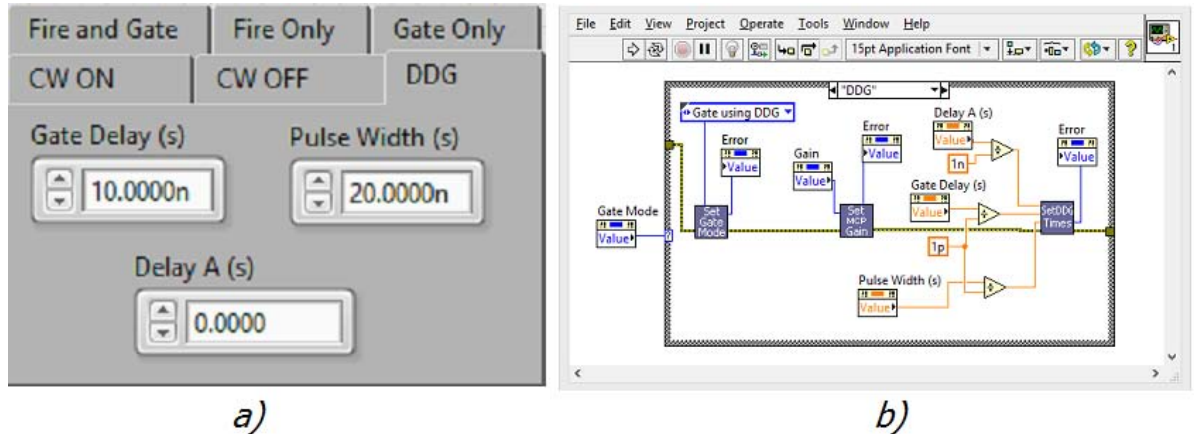 Fire and Gate Fire Only Gate Only
CW ON CW OFF DDG
Gate Delay (s) Pulse Width (s)
10.0000n 20.0000n
Delay A (s)
0.0000
a)
File Edit View Project Operate Tools Window Help
15pt Application Font
"DDG"
Gate using DDG
Delay A (s)
Value
Error
Value
Error
Value
Error
Value
Gain
Value
1n
Gate Delay (s)
Value
Gate Mode
Value
Set Gate Mode
Set MCP Gain
SetDDG Times
1p
Pulse Width (s)
Value
b)